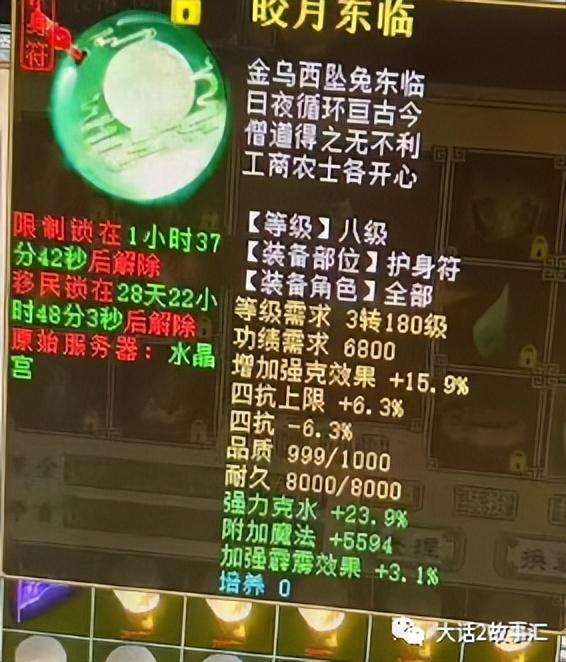 皎月东临
身符
金乌西坠兔东临
日夜循环亘古今
僧道得之无不利
工商农士各开心
限制锁在1小时37
分42秒后解除
移民锁在28天22小
时48分3秒后解除
原始服务器：水晶
宫
【等级】八级
【装备部位】护身符
【装备角色】全部
等级需求 3转180级
功绩需求 6800
增加强克效果 +15.9%
四抗上限 +6.3%
四抗 -6.3%
品质 999/1000
耐久 8000/8000
强力克水 +23.9%
附加魔法 +5594
加强霹雳效果 +3.1%
培养 0
大话2故事汇